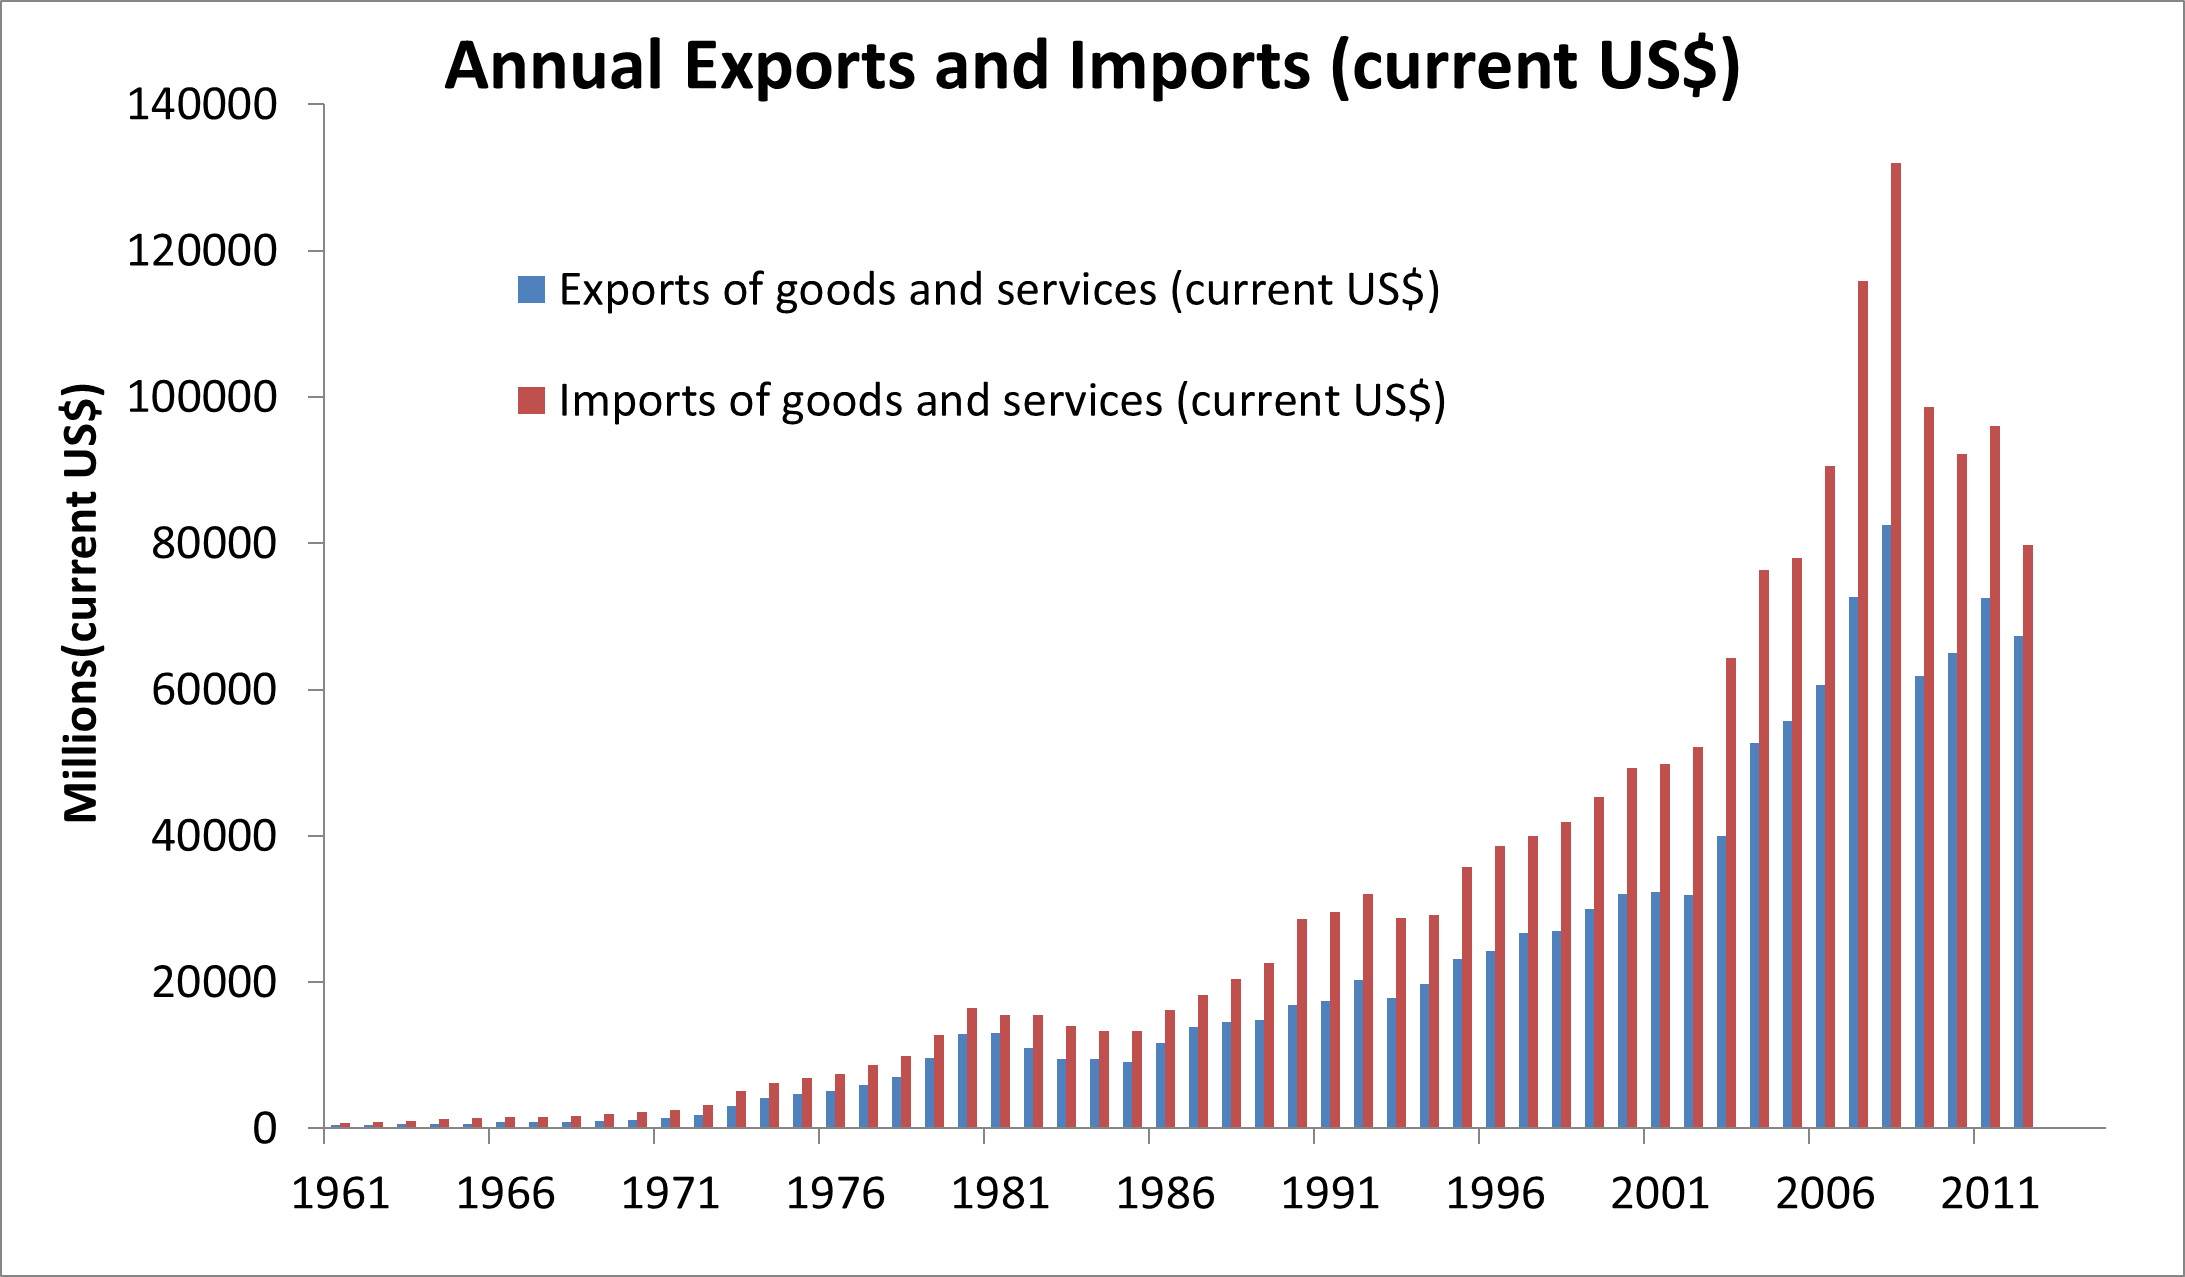 Annual Exports and Imports (current US$)
140000
120000
100000
80000
60000
40000
20000
0
Millions(current US$)
Exports of goods and services (current US$)
Imports of goods and services (current US$)
1961 1966 1971 1976 1981 1986 1991 1996 2001 2006 2011